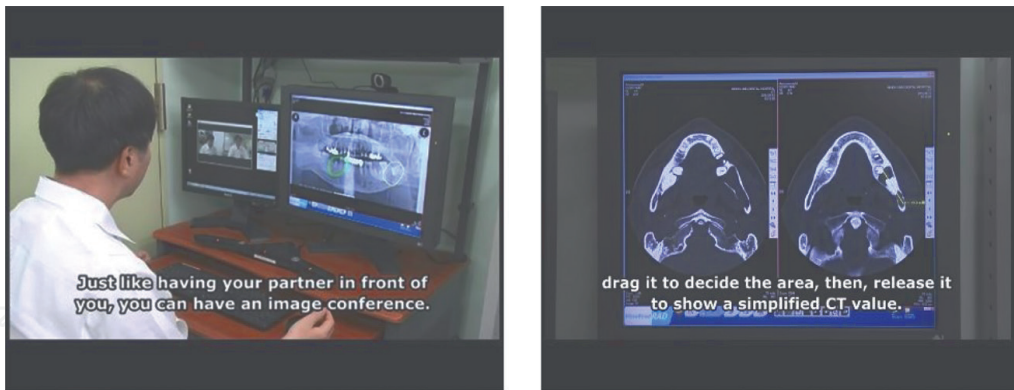 Just like having your partner in front of
you, you can have an image conference.
drag it to decide the area, then, release it
to show a simplified CT value.